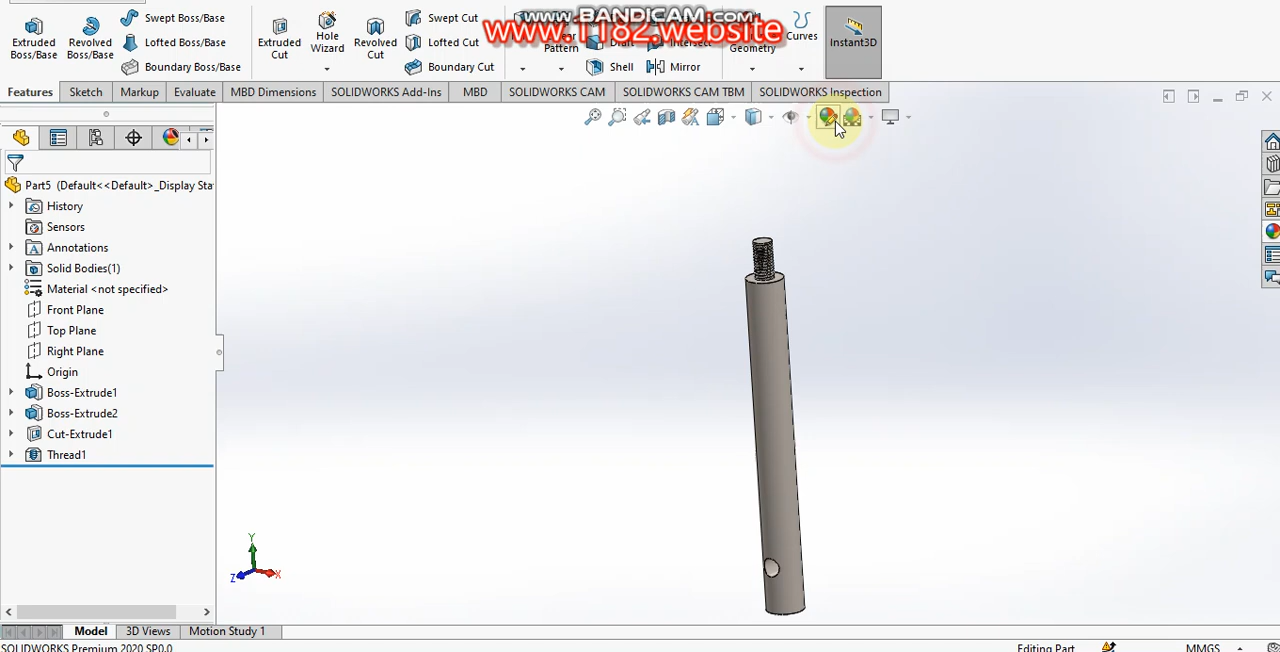 www.BANDICAM.com
www.1182.website
Extruded Boss/Base
Revolved Boss/Base
Swept Boss/Base
Lofted Boss/Base
Boundary Boss/Base
Extruded Cut
Hole Wizard
Revolved Cut
Swept Cut
Lofted Cut
Boundary Cut
Pattern
Draft
Shell
Intersect
Mirror
Geometry
Curves
Instant3D
Features
Sketch
Markup
Evaluate
MBD Dimensions
SOLIDWORKS Add-Ins
MBD
SOLIDWORKS CAM
SOLIDWORKS CAM TBM
SOLIDWORKS Inspection
Part5 (Default<<Default>_Display Sta
History
Sensors
Annotations
Solid Bodies(1)
Material <not specified>
Front Plane
Top Plane
Right Plane
Origin
Boss-Extrude1
Boss-Extrude2
Cut-Extrude1
Thread1
Y
Z
X
Model
3D Views
Motion Study 1
SOLIDWORKS Premium 2020 SP0.0
Editing Part
MMGS